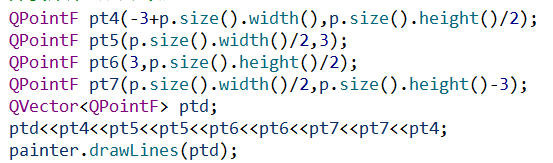 QPointF pt4(-3+p.size().width(),p.size().height()/2);
QPointF pt5(p.size().width()/2,3);
QPointF pt6(3,p.size().height()/2);
QPointF pt7(p.size().width()/2,p.size().height()-3);
QVector<QPointF> ptd;
ptd<<pt4<<pt5<<pt5<<pt6<<pt6<<pt7<<pt7<<pt4;
painter.drawLines(ptd);